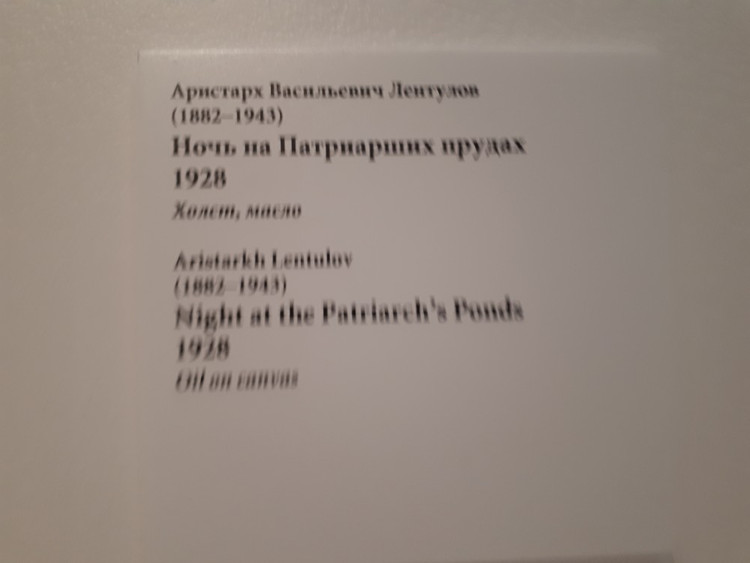 Аристарх Васильевич Лентулов
(1882–1943)
Ночь на Патриарших прудах
1928
Холст, масло
Aristarkh Lentulov
(1882–1943)
Night at the Patriarch's Ponds
1928
Oil on canvas